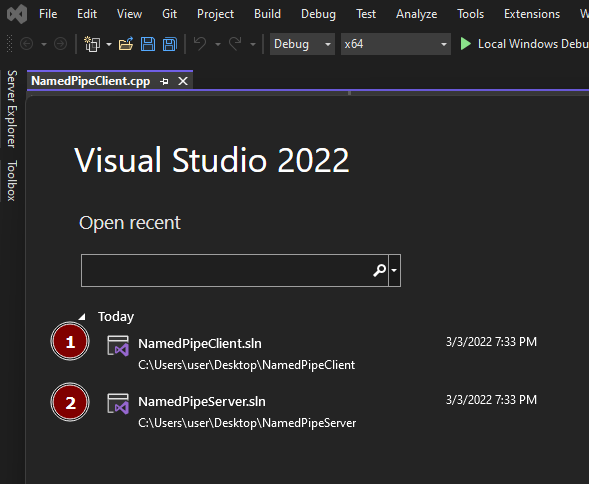 File Edit View Git Project Build Debug Test Analyze Tools Extensions
Debug x64 Local Windows Debu
NamedPipeClient.cpp
Server Explorer
Toolbox
Visual Studio 2022
Open recent
Today
1 NamedPipeClient.sln 3/3/2022 7:33 PM
C:\Users\user\Desktop\NamedPipeClient
2 NamedPipeServer.sln 3/3/2022 7:33 PM
C:\Users\user\Desktop\NamedPipeServer